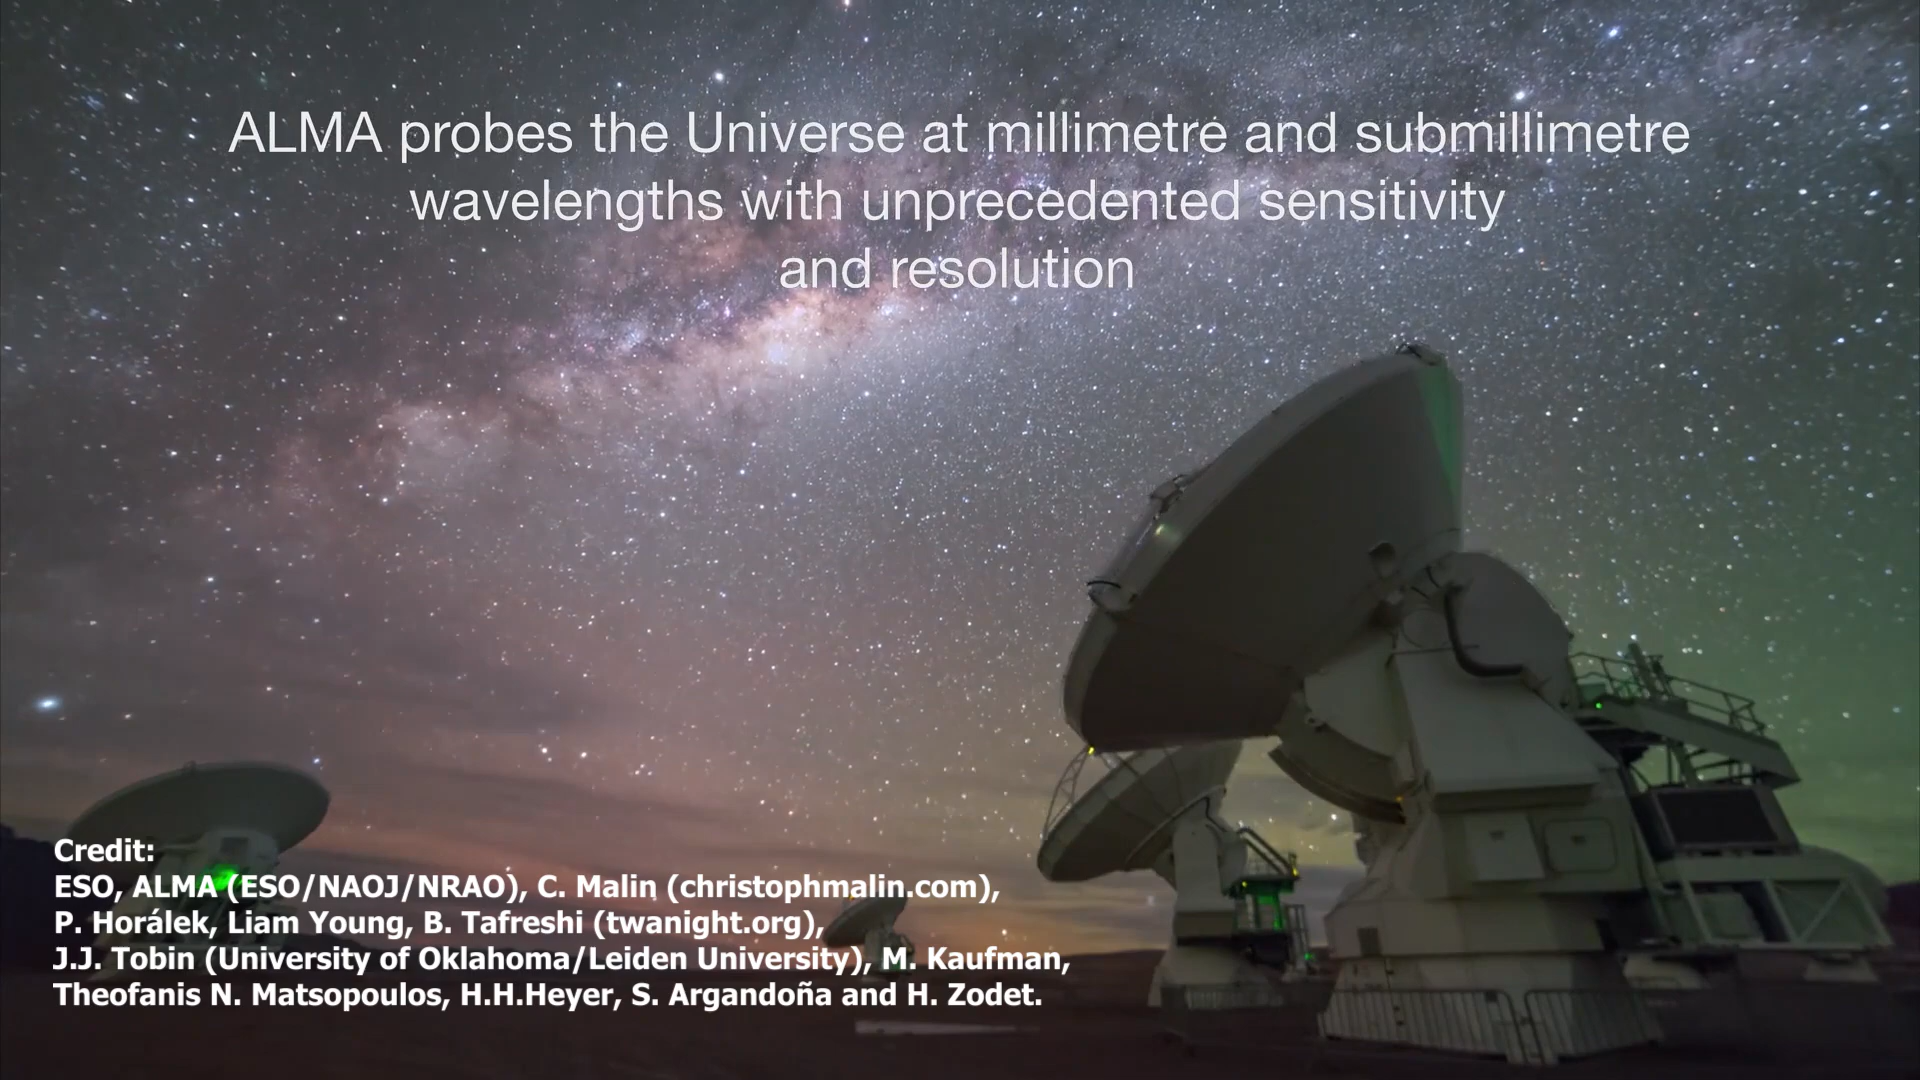 ALMA probes the Universe at millimetre and submillimetre
wavelengths with unprecedented sensitivity
and resolution
Credit:
ESO, ALMA (ESO/NAOJ/NRAO), C. Malin (christophmalin.com),
P. Horálek, Liam Young, B. Tafreshi (twanight.org),
J.J. Tobin (University of Oklahoma/Leiden University), M. Kaufman,
Theofanis N. Matsopoulos, H.H.Heyer, S. Argandoña and H. Zodet.